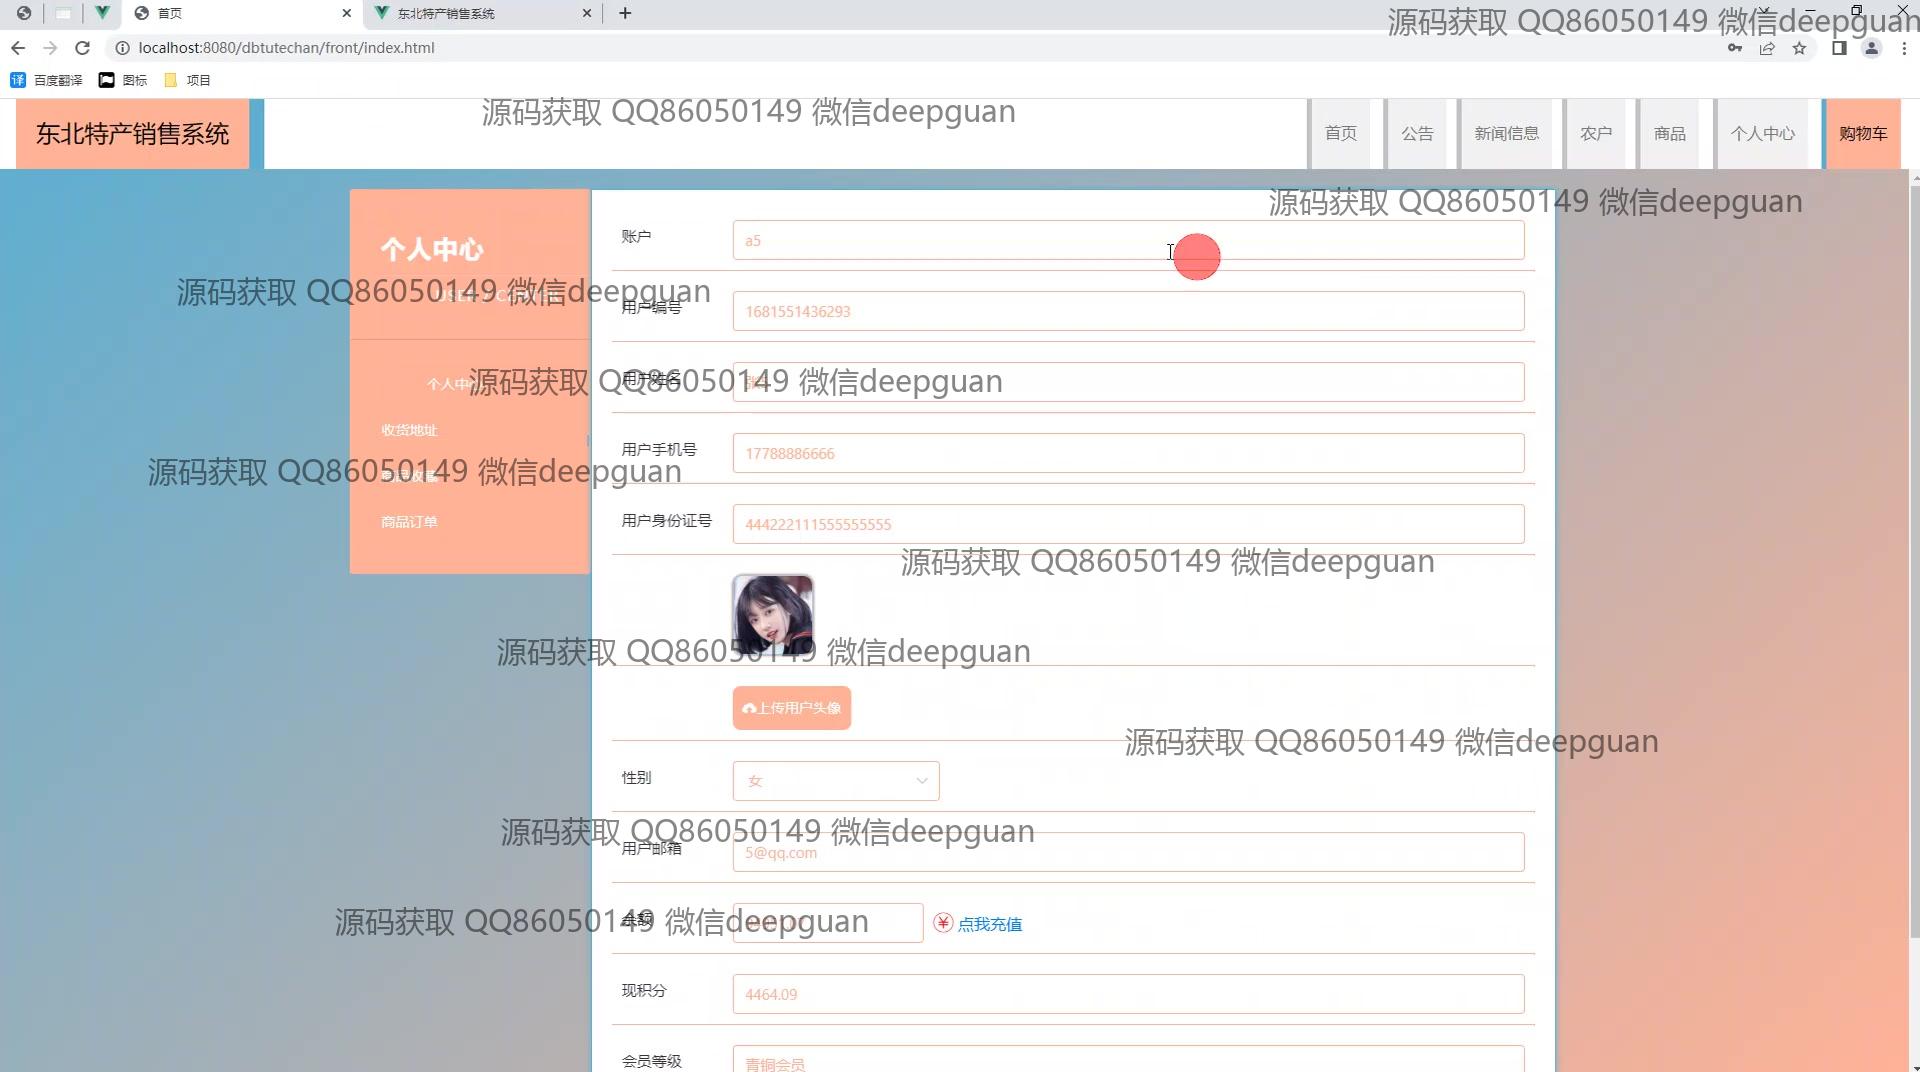 首页
东北特产销售系统
localhost:8080/dbtutechan/front/index.html
源码获取 QQ86050149 微信deepguan
译 百度翻译
图标
项目
东北特产销售系统
源码获取 QQ86050149 微信deepguan
首页
公告
新闻信息
农户
商品
个人中心
购物车
源码获取 QQ86050149 微信deepguan
个人中心
账户
a5
源码获取 QQ86050149 微信deepguan
用户编号
1681551436293
个人中心
源码获取 QQ86050149 微信deepguan
用户姓名
收货地址
用户手机号
17788886666
源码获取 QQ86050149 微信deepguan
商品收藏
商品订单
用户身份证号
444222111555555555
源码获取 QQ86050149 微信deepguan
源码获取 QQ86050149 微信deepguan
上传用户头像
源码获取 QQ86050149 微信deepguan
性别
女
源码获取 QQ86050149 微信deepguan
用户邮箱
5@qq.com
源码获取 QQ86050149 微信deepguan
余额
点我充值
现积分
4464.09
会员等级
青铜会员